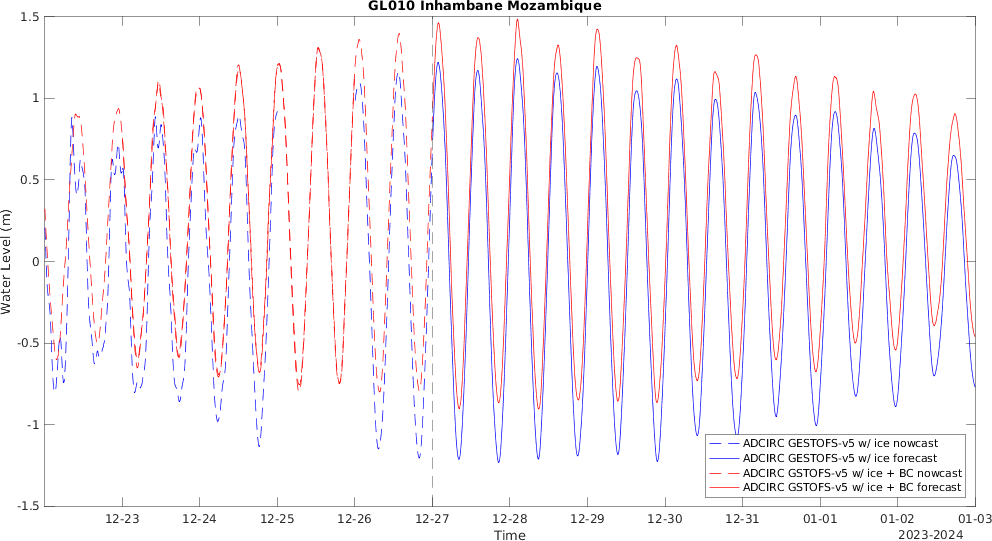 GL010 Inhambane Mozambique
Water Level (m)
1.5
1
0.5
0
-0.5
-1
-1.5
ADCIRC GESTOFS-v5 w/ ice nowcast
ADCIRC GESTOFS-v5 w/ ice forecast
ADCIRC GSTOFS-v5 w/ ice + BC nowcast
ADCIRC GSTOFS-v5 w/ ice + BC forecast
12-23 12-24 12-25 12-26 12-27 12-28 12-29 12-30 12-31 01-01 01-02 01-03
Time
2023-2024